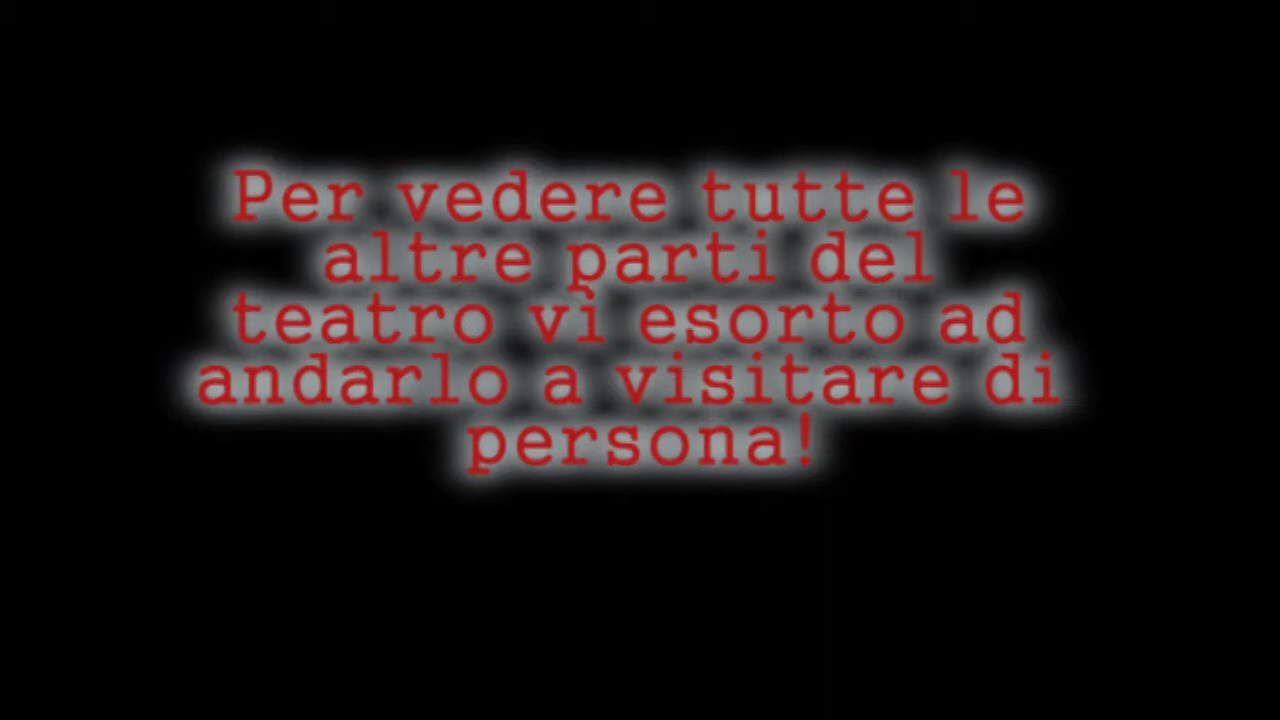 Per vedere tutte le
altre parti del
teatro vi esorto ad
andarlo a visitare di
persona!